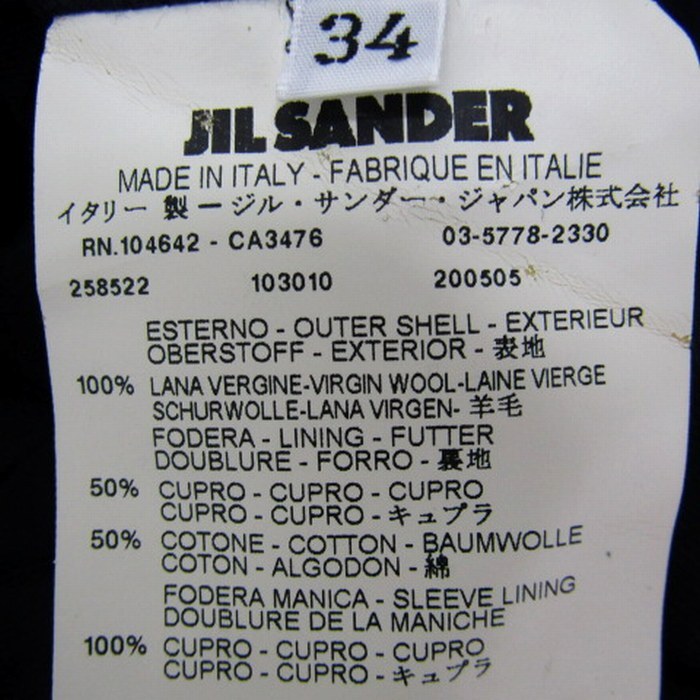 34
JIL SANDER
MADE IN ITALY - FABRIQUE EN ITALIE
イタリー 製 ージル・サンダー・ジャパン株式会社
RN.104642 - CA3476 03-5778-2330
258522 103010 200505
ESTERNO - OUTER SHELL - EXTERIEUR
OBERSTOFF - EXTERIOR - 表地
100% LANA VERGINE-VIRGIN WOOL-LAINE VIERGE
SCHURWOLLE-LANA VIRGEN- 羊毛
FODERA - LINING - FUTTER
DOUBLURE - FORRO - 裏地
50% CUPRO - CUPRO - CUPRO
CUPRO - CUPRO - キュプラ
50% COTONE - COTTON - BAUMWOLLE
COTON - ALGODON - 綿
FODERA MANICA - SLEEVE LINING
DOUBLURE DE LA MANICHE
100% CUPRO - CUPRO - CUPRO
CUPRO - CUPRO - キュプラ